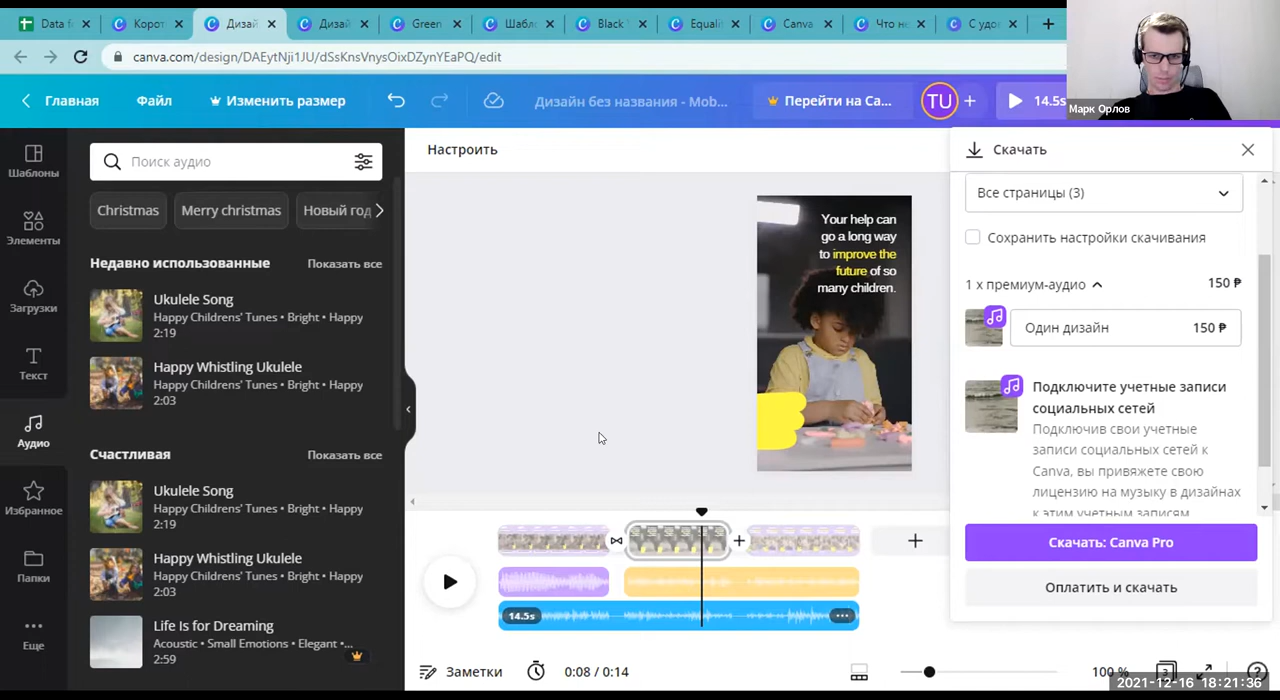 Data f
Корот
Дизай
Дизай
Green
Шабло
Black
Equali
Canva
Что не
С удо
canva.com/design/DAEytNji1JU/dSsKnsVnysOixDZynYEaPQ/edit
Марк Орлов
Главная
Файл
Изменить размер
Дизайн без названия - Mob...
Перейти на Ca...
TU
14.5s
Шаблоны
Элементы
Загрузки
Текст
Аудио
Избранное
Папки
Еще
Поиск аудио
Christmas
Merry christmas
Новый год
Недавно использованные
Показать все
Ukulele Song
Happy Childrens' Tunes • Bright • Happy
2:19
Happy Whistling Ukulele
Happy Childrens' Tunes • Bright • Happy
2:03
Счастливая
Показать все
Ukulele Song
Happy Childrens' Tunes • Bright • Happy
2:19
Happy Whistling Ukulele
Happy Childrens' Tunes • Bright • Happy
2:03
Life Is for Dreaming
Acoustic • Small Emotions • Elegant •...
2:59
Настроить
Your help can
go a long way
to improve the
future of so
many children.
14.5s
Заметки
0:08 / 0:14
100 %
3
Скачать
Все страницы (3)
Сохранить настройки скачивания
1 x премиум-аудио
150 ₽
Один дизайн
150 ₽
Подключите учетные записи
социальных сетей
Подключив свои учетные
записи социальных сетей к
Canva, вы привяжете свою
лицензию на музыку в дизайнах
к этим учетным записям
Скачать: Canva Pro
Оплатить и скачать
2021-12-16 18:21:36